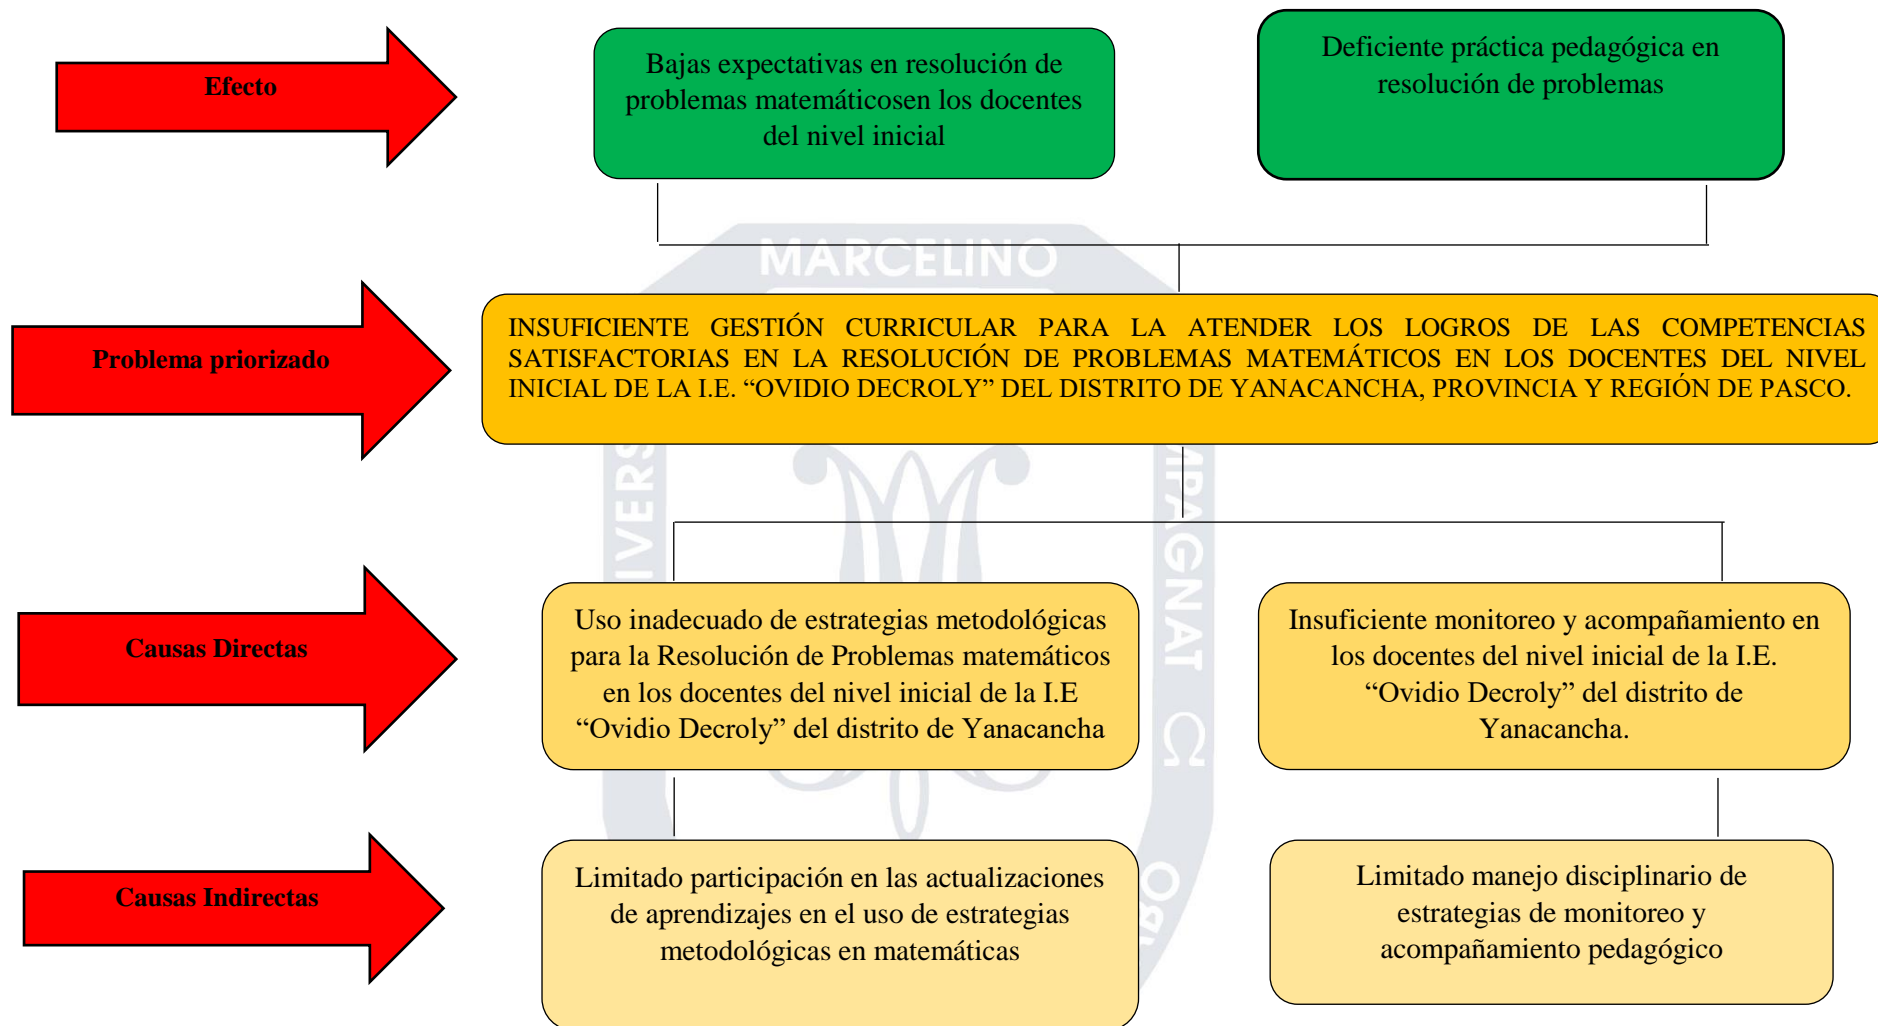 Efecto
Bajas expectativas en resolución de
problemas matemáticosen los docentes
del nivel inicial
Deficiente práctica pedagógica en
resolución de problemas
MARCELINO
Problema priorizado
INSUFICIENTE GESTIÓN CURRICULAR PARA LA ATENDER LOS LOGROS DE LAS COMPETENCIAS
SATISFACTORIAS EN LA RESOLUCIÓN DE PROBLEMAS MATEMÁTICOS EN LOS DOCENTES DEL NIVEL
INICIAL DE LA I.E. “OVIDIO DECROLY” DEL DISTRITO DE YANACANCHA, PROVINCIA Y REGIÓN DE PASCO.
IVERS
MPAGNAT Ω
Causas Directas
Uso inadecuado de estrategias metodológicas
para la Resolución de Problemas matemáticos
en los docentes del nivel inicial de la I.E
“Ovidio Decroly” del distrito de Yanacancha
Insuficiente monitoreo y acompañamiento en
los docentes del nivel inicial de la I.E.
“Ovidio Decroly” del distrito de
Yanacancha.
Causas Indirectas
Limitado participación en las actualizaciones
de aprendizajes en el uso de estrategias
metodológicas en matemáticas
Limitado manejo disciplinario de
estrategias de monitoreo y
acompañamiento pedagógico